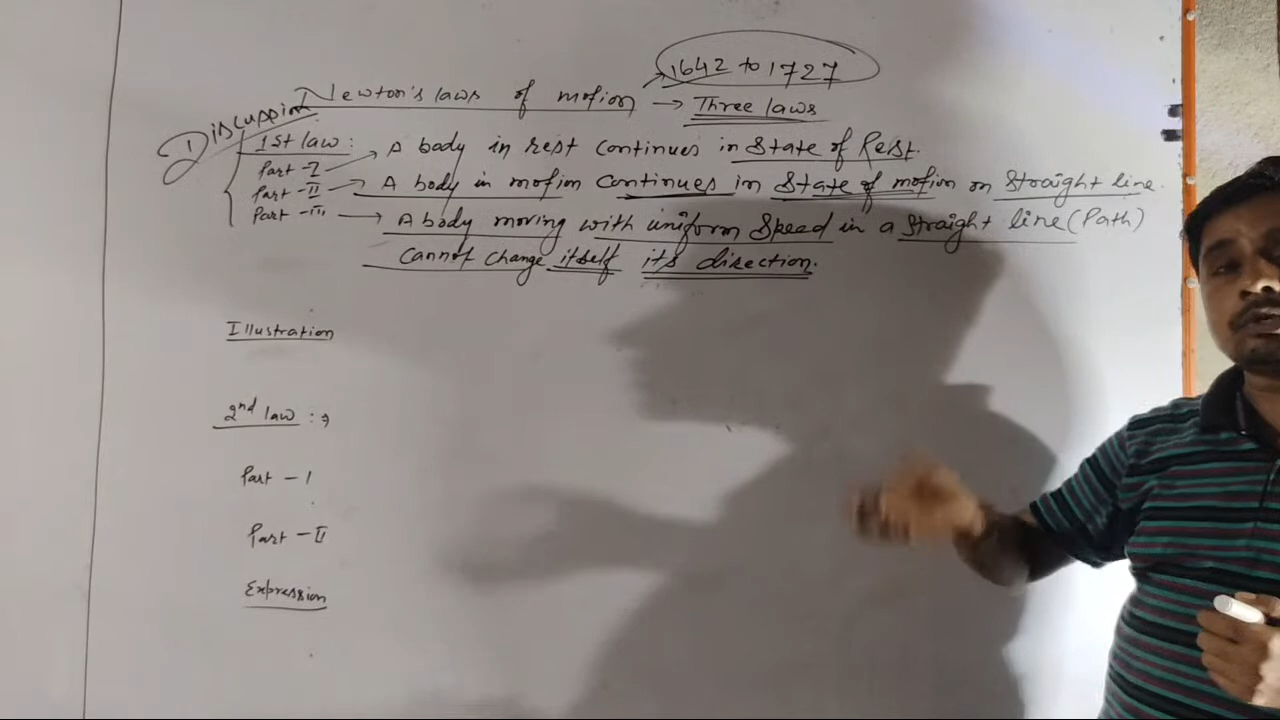 1642 to 1727
Newton's laws of motion → Three laws
Discussion
1st law :
Part - I → A body in rest continues in State of Rest.
Part - II → A body in motion continues in State of motion on straight line.
Part - III → A body moving with uniform speed in a straight line (Path)
cannot change itself its direction.
Illustration
2nd law :→
Part - I
Part - II
Expression